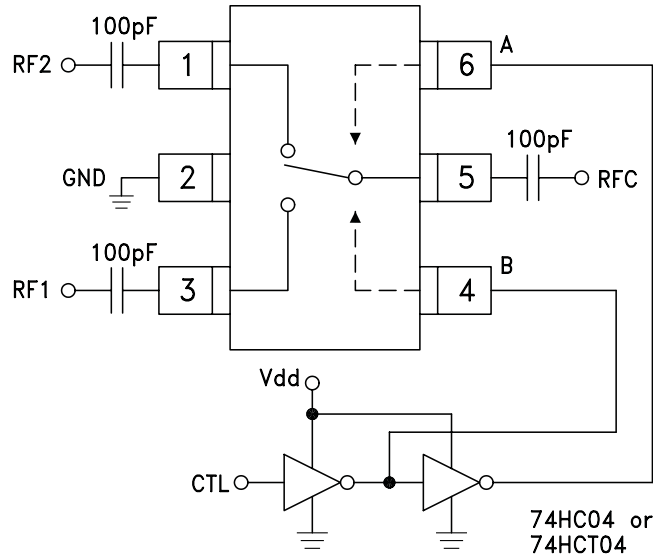 100pF
RF2
1
6
A
100pF
GND
2
5
RFC
100pF
RF1
3
4
B
Vdd
CTL
74HC04 or
74HCT04